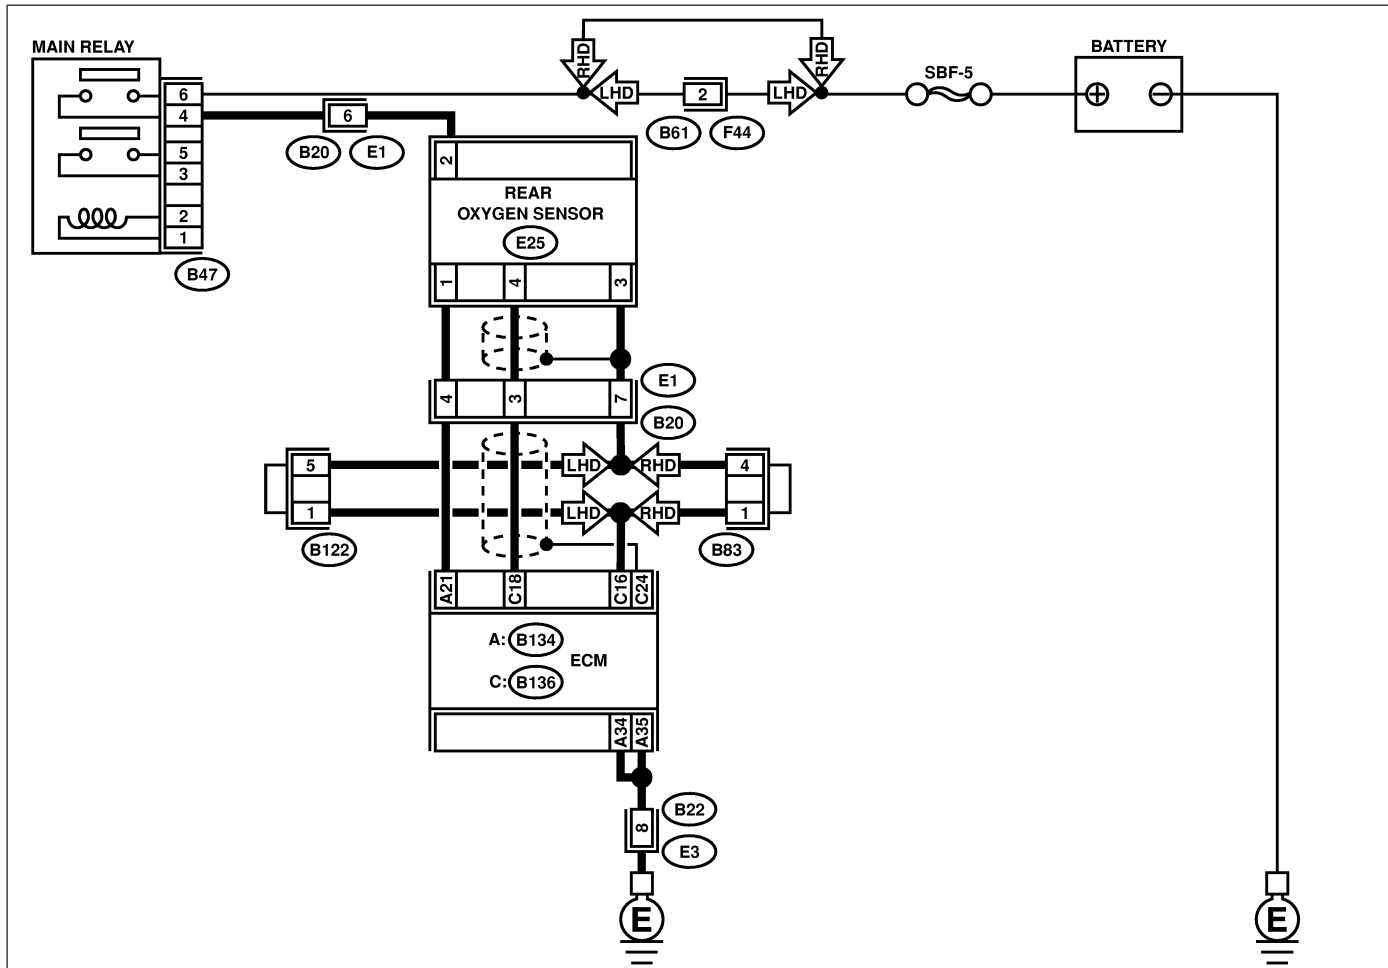 MAIN RELAY
6
4
5
3
2
1
B47
6
B20
E1
RHD
LHD
2
B61
F44
LHD
RHD
SBF-5
BATTERY
2
REAR
OXYGEN SENSOR
E25
1
4
3
E1
4
3
7
B20
5
LHD
RHD
4
1
LHD
RHD
1
B122
B83
A21
C18
C16
C24
A: B134
ECM
C: B136
A34
A35
B22
8
E3
E
E